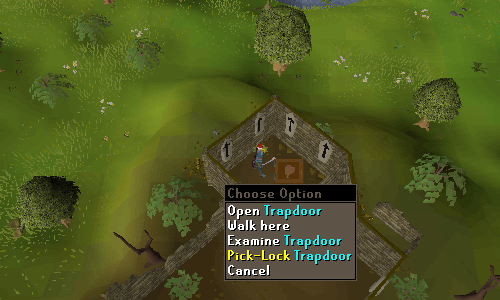 Choose Option
Open Trapdoor
Walk here
Examine Trapdoor
Pick-Lock Trapdoor
Cancel